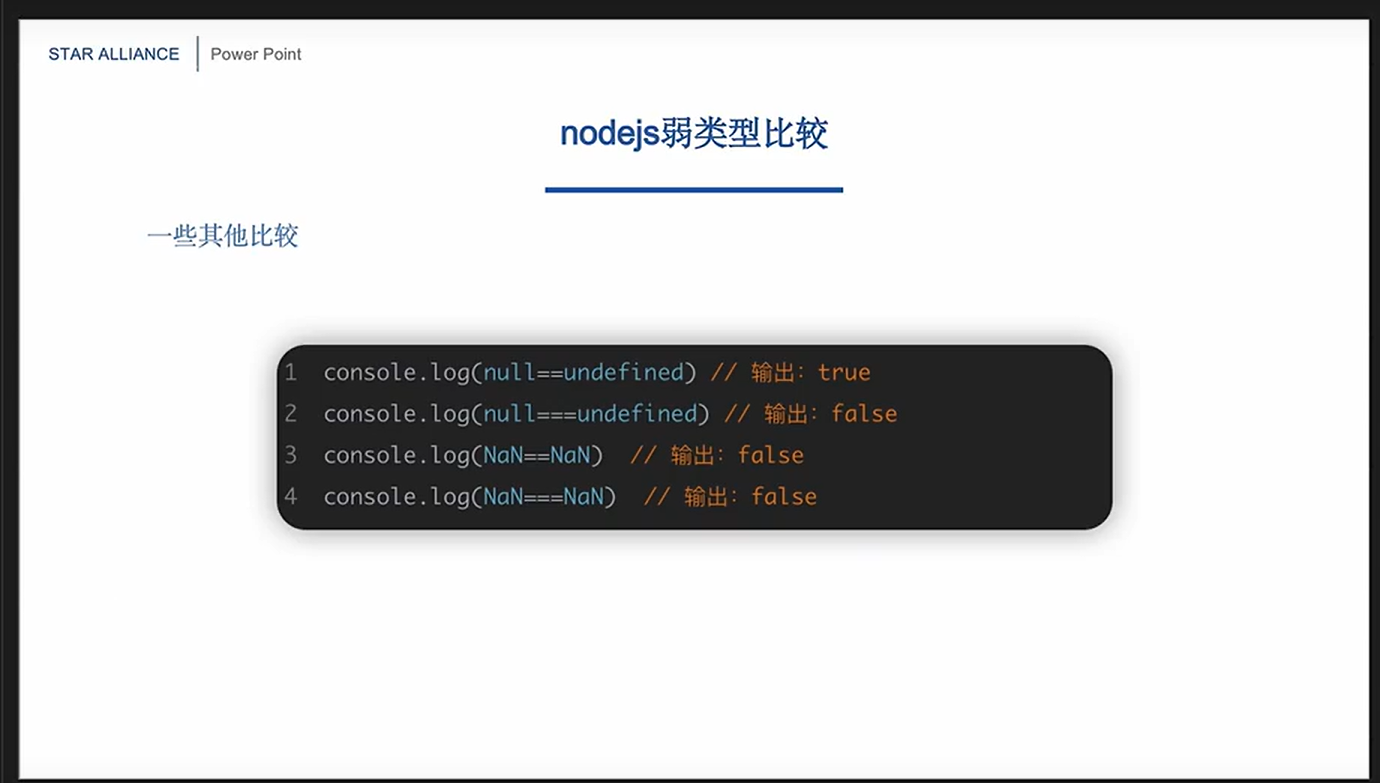 STAR ALLIANCE Power Point
nodejs弱类型比较
一些其他比较
1 console.log(null==undefined) // 输出：true
2 console.log(null===undefined) // 输出：false
3 console.log(NaN==NaN)  // 输出：false
4 console.log(NaN===NaN)  // 输出：false